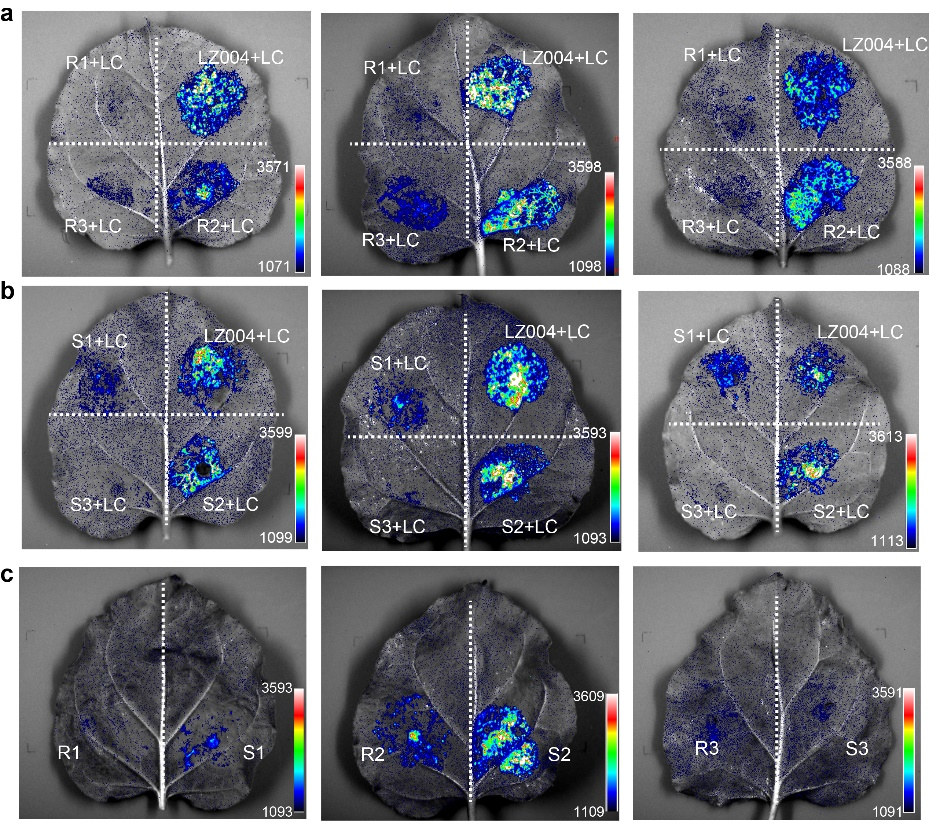 a
R1+LC
LZ004+LC
R3+LC
R2+LC
3571
1071
R1+LC
LZ004+LC
R3+LC
R2+LC
3598
1098
R1+LC
LZ004+LC
R3+LC
R2+LC
3588
1088
b
S1+LC
LZ004+LC
S3+LC
S2+LC
3599
1099
S1+LC
LZ004+LC
S3+LC
S2+LC
3593
1093
S1+LC
LZ004+LC
S3+LC
S2+LC
3613
1113
c
R1
S1
3593
1093
R2
S2
3609
1109
R3
S3
3591
1091